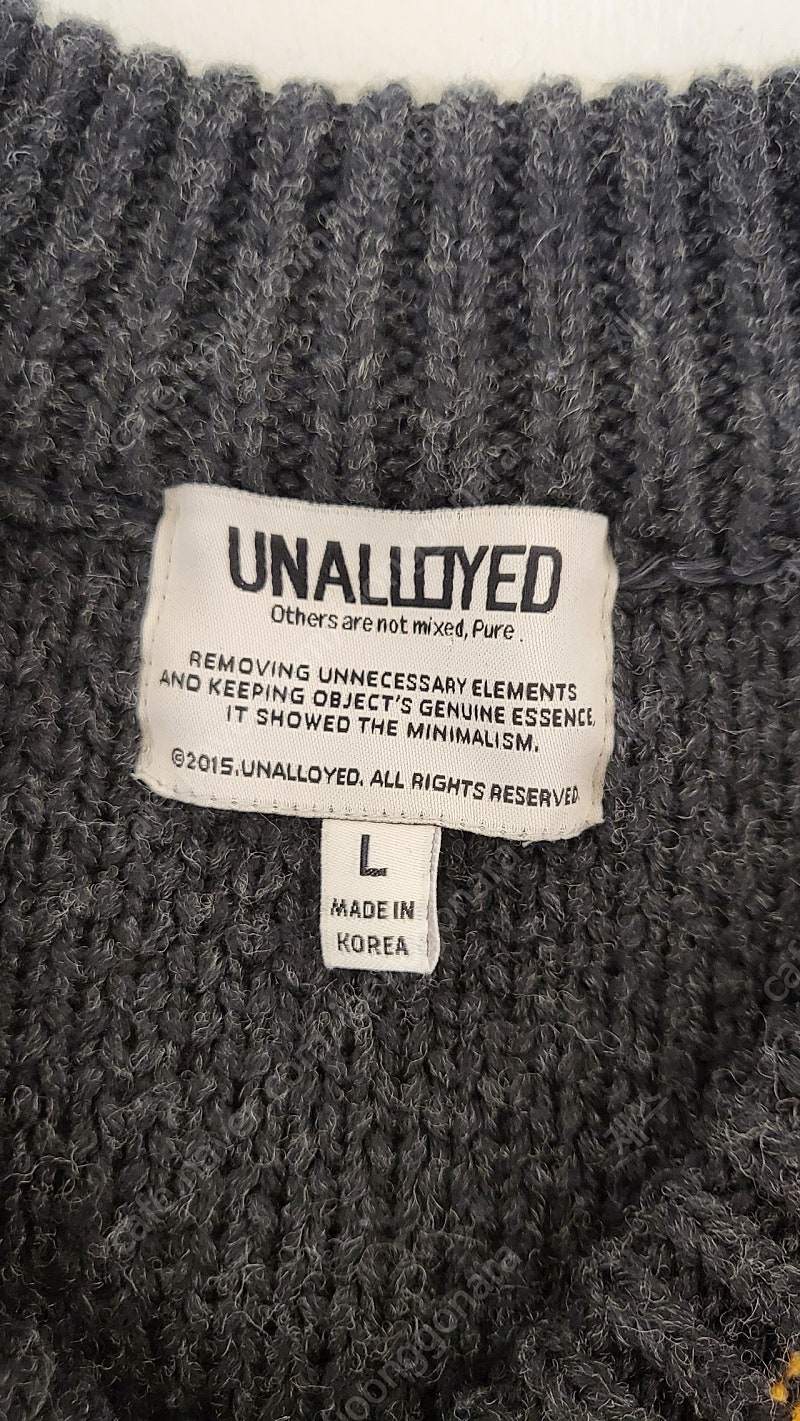 UNALLOYED
Others are not mixed, Pure.
REMOVING UNNECESSARY ELEMENTS
AND KEEPING OBJECT'S GENUINE ESSENCE,
IT SHOWED THE MINIMALISM.
©2015.UNALLOYED. ALL RIGHTS RESERVED
L
MADE IN
KOREA